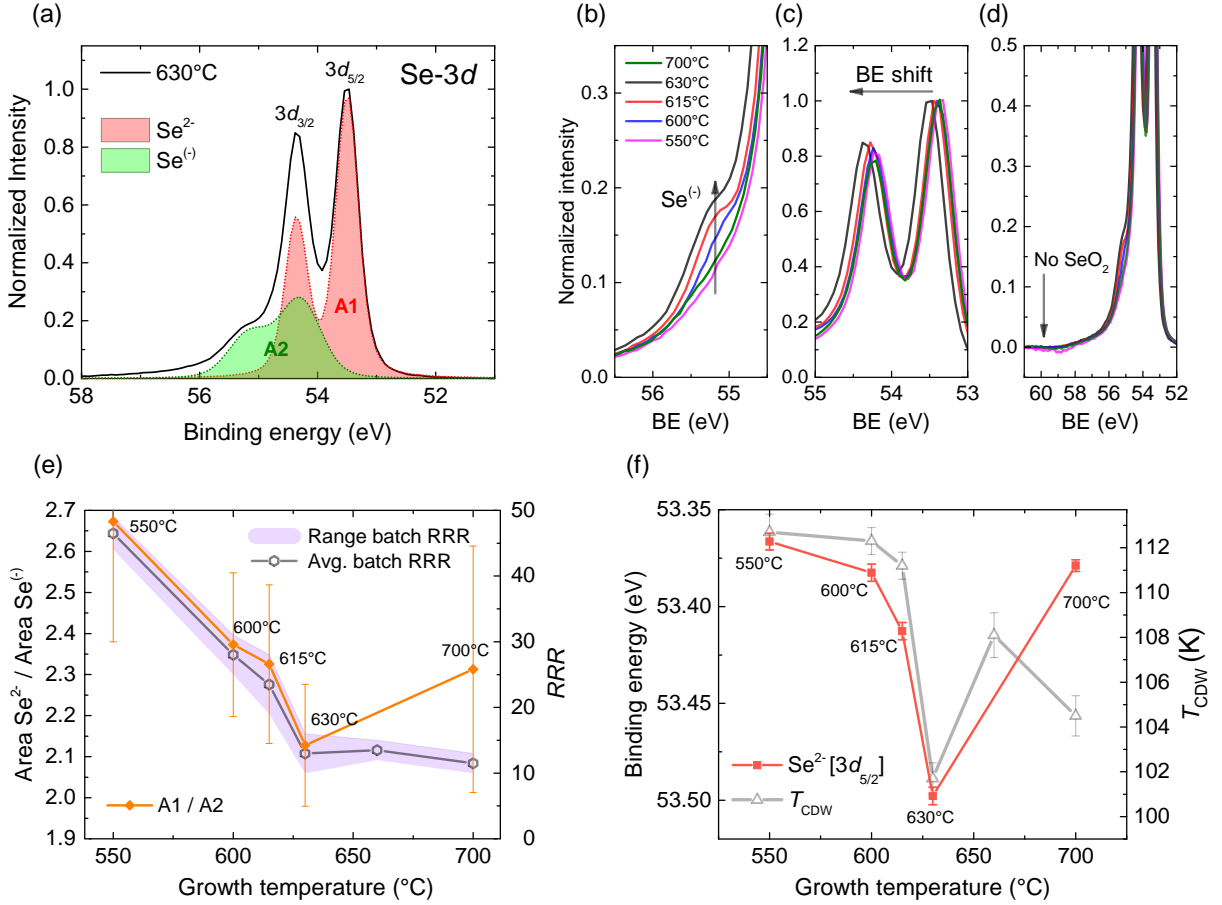 (a)
630°C
Se-3d
3d5/2
3d3/2
Se2-
Se(-)
A1
A2
Normalized Intensity
1.0
0.8
0.6
0.4
0.2
0.0
58
56
54
52
Binding energy (eV)
(b)
700°C
630°C
615°C
600°C
550°C
Se(-)
Normalized intensity
0.3
0.2
0.1
0.0
56
55
BE (eV)
(c)
BE shift
1.2
1.0
0.8
0.6
0.4
0.2
0.0
55
54
53
BE (eV)
(d)
No SeO2
0.5
0.4
0.3
0.2
0.1
0.0
60
58
56
54
52
BE (eV)
(e)
550°C
600°C
615°C
630°C
700°C
Range batch RRR
Avg. batch RRR
A1 / A2
Area Se2- / Area Se(-)
2.7
2.6
2.5
2.4
2.3
2.2
2.1
2.0
1.9
50
40
30
20
10
0
RRR
550
600
650
700
Growth temperature (°C)
(f)
550°C
600°C
615°C
630°C
700°C
Se2- [3d5/2]
TCDW
Binding energy (eV)
53.35
53.40
53.45
53.50
112
110
108
106
104
102
100
TCDW (K)
550
600
650
700
Growth temperature (°C)